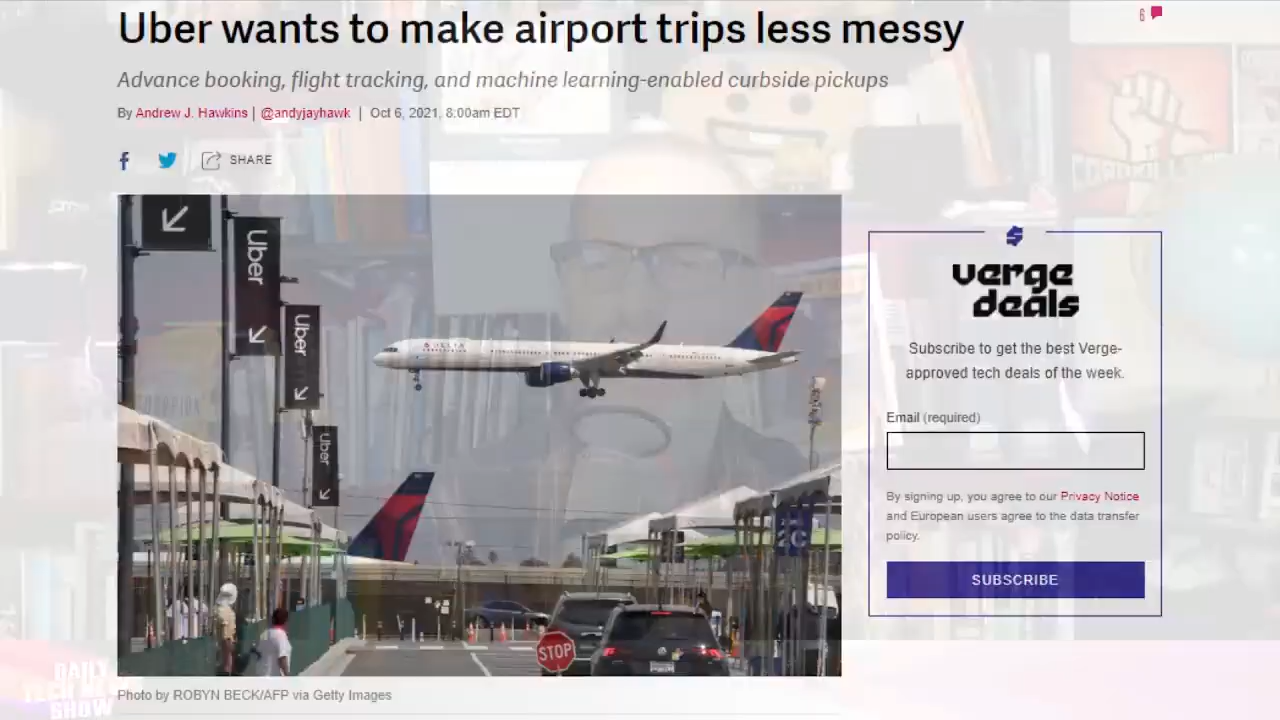 Uber wants to make airport trips less messy
6
Advance booking, flight tracking, and machine learning-enabled curbside pickups
By Andrew J. Hawkins | @andyjayhawk | Oct 6, 2021, 8:00am EDT
SHARE
Uber
Uber
Uber
DELTA
2C
STOP
Photo by ROBYN BECK/AFP via Getty Images
verge
deals
Subscribe to get the best Verge-
approved tech deals of the week.
Email (required)
By signing up, you agree to our Privacy Notice
and European users agree to the data transfer
policy.
SUBSCRIBE
DAILY
TECH NEWS
SHOW